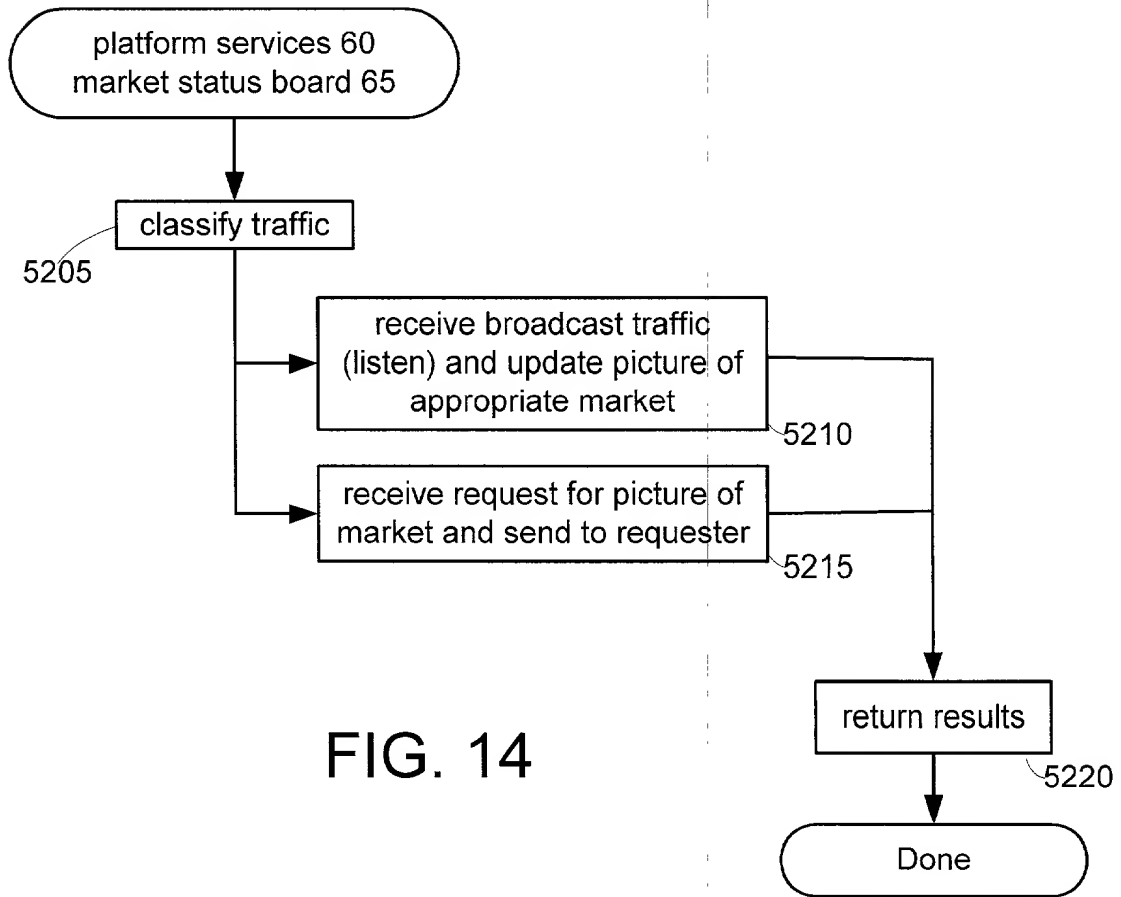 platform services 60
market status board 65
classify traffic
5205
receive broadcast traffic
(listen) and update picture of
appropriate market
5210
receive request for picture of
market and send to requester
5215
return results
5220
Done
FIG. 14